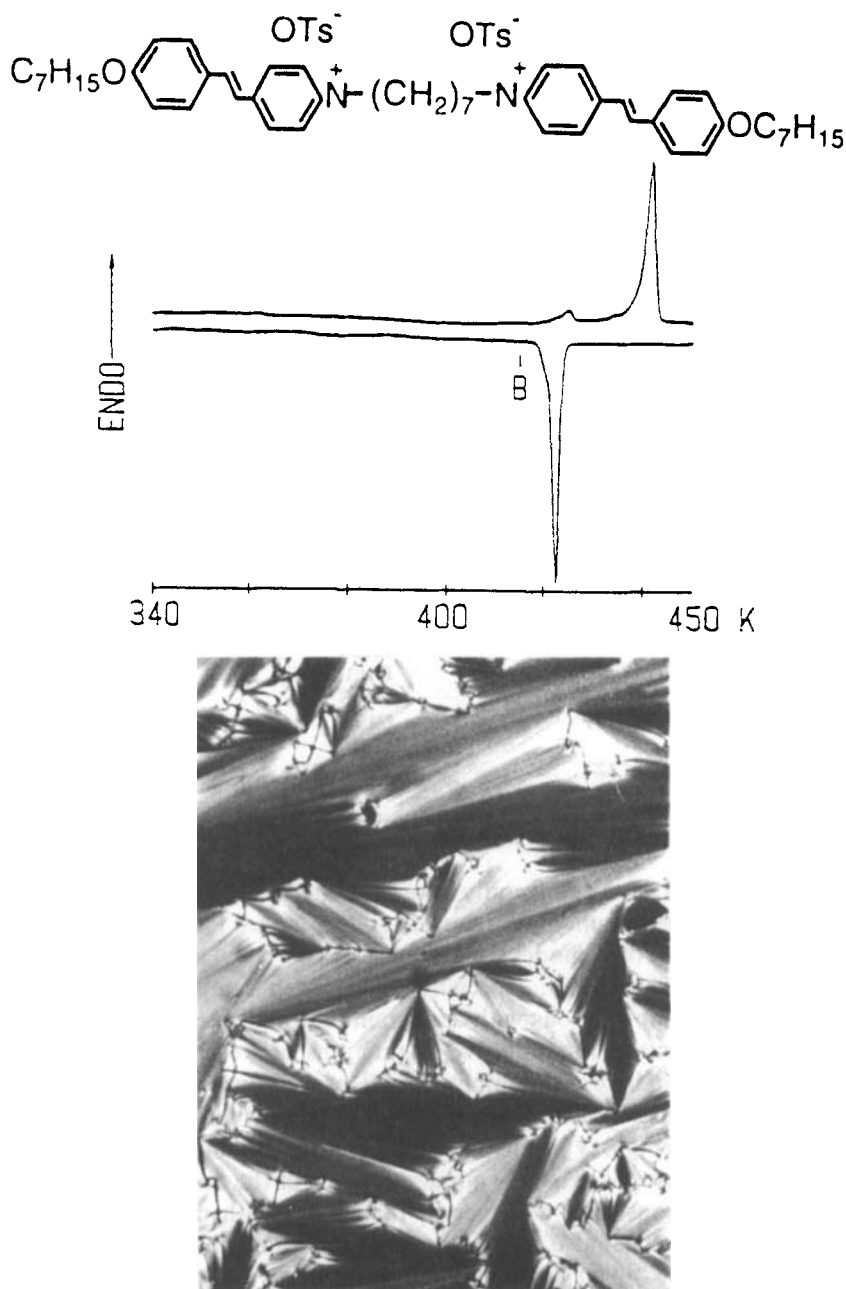 OTs⁻ OTs⁻
C₇H₁₅O N⁺-(CH₂)₇-N⁺ OC₇H₁₅
ENDO
B
340 400 450 K